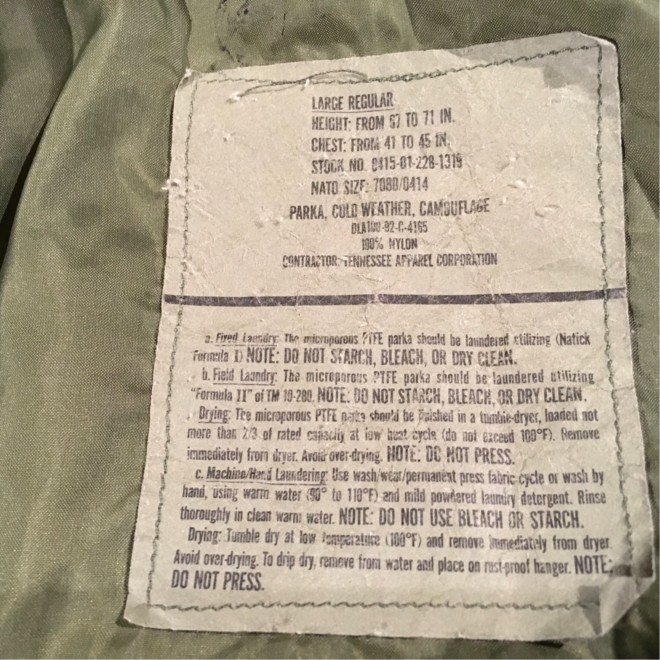 LARGE REGULAR
HEIGHT: FROM 67 TO 71 IN.
CHEST: FROM 41 TO 45 IN.
STOCK NO. 8415-01-228-1319
NATO SIZE: 7080/0414
PARKA, COLD WEATHER, CAMOUFLAGE
DLA100-92-C-4165
100% NYLON
CONTRACTOR: TENNESSEE APPAREL CORPORATION
a. Fixed Laundry: The microporous PTFE parka should be laundered utilizing (Natick
Formula I) NOTE: DO NOT STARCH, BLEACH, OR DRY CLEAN.
b. Field Laundry: The microporous PTFE parka should be laundered utilizing
"Formula II" of TM 10-280. NOTE: DO NOT STARCH, BLEACH, OR DRY CLEAN.
Drying: The microporous PTFE parka should be finished in a tumble-dryer, loaded not
more than 2/3 of rated capacity at low heat cycle (do not exceed 100°F). Remove
immediately from dryer. Avoid over-drying. NOTE: DO NOT PRESS.
c. Machine/Hand Laundering: Use wash/wear/permanent press fabric cycle or wash by
hand, using warm water (90° to 110°F) and mild powdered laundry detergent. Rinse
thoroughly in clean warm water. NOTE: DO NOT USE BLEACH OR STARCH.
Drying: Tumble dry at low temperature (100°F) and remove immediately from dryer.
Avoid over-drying. To drip dry, remove from water and place on rust-proof hanger. NOTE:
DO NOT PRESS.